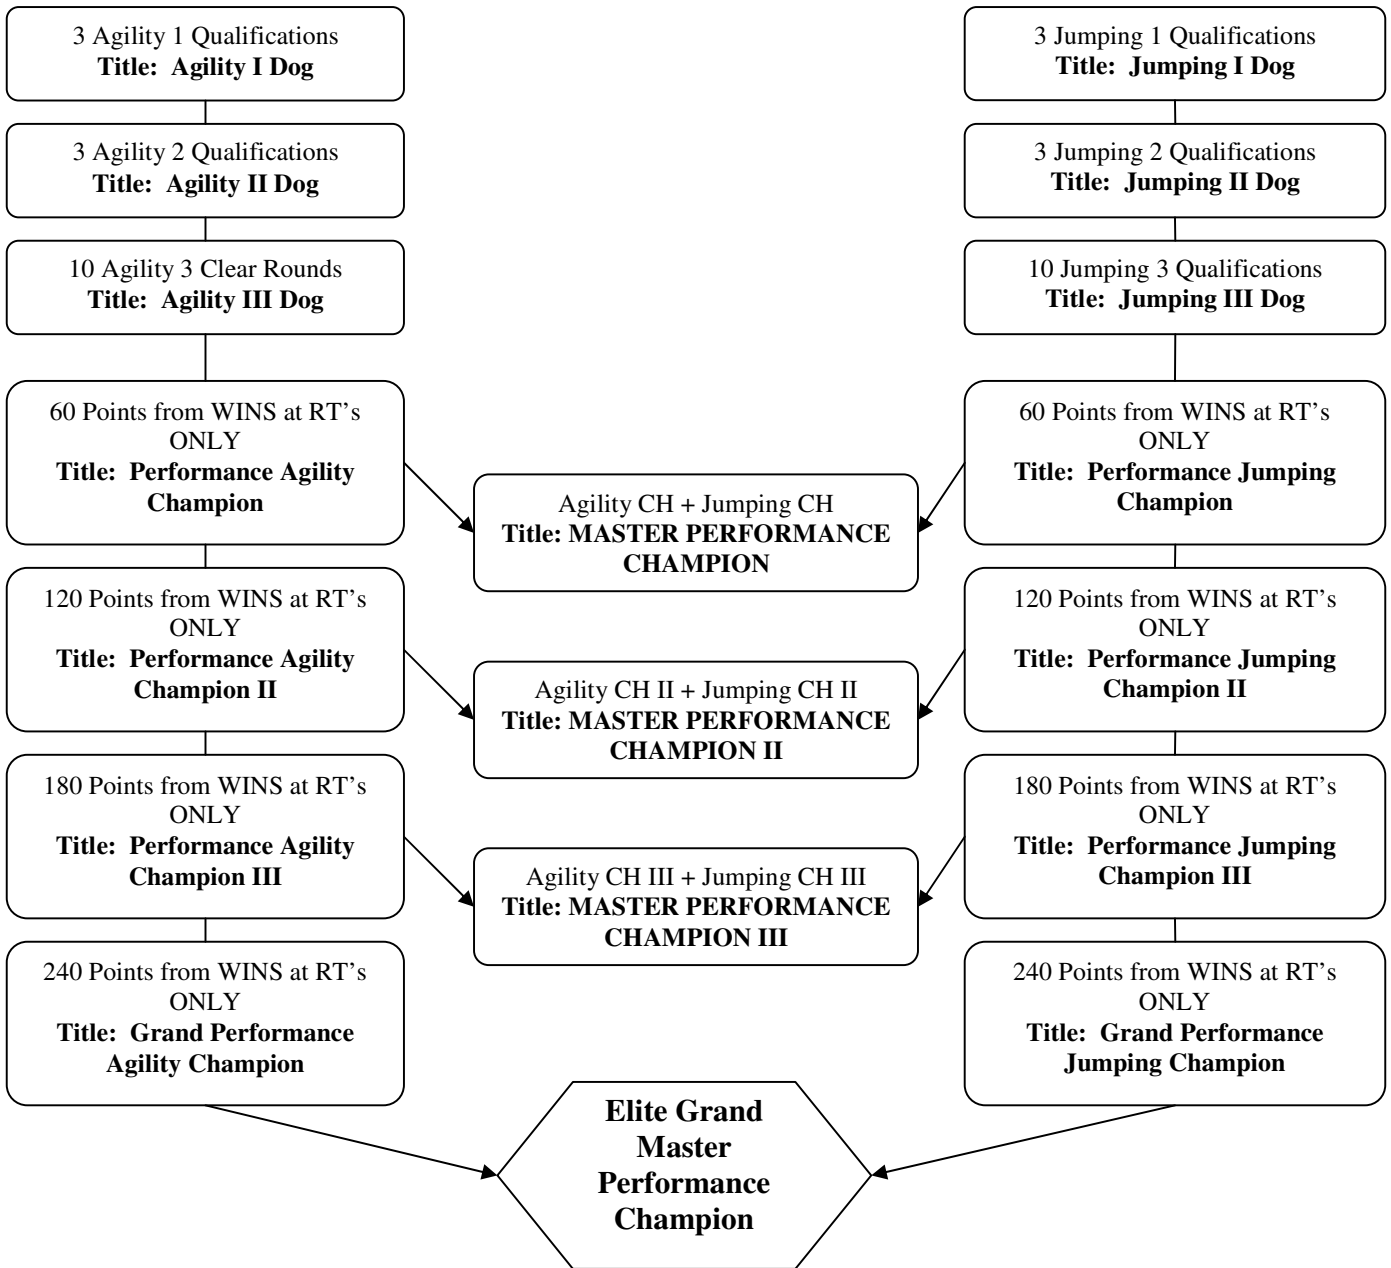 3 Agility 1 Qualifications
Title:  Agility I Dog
3 Agility 2 Qualifications
Title:  Agility II Dog
10 Agility 3 Clear Rounds
Title:  Agility III Dog
60 Points from WINS at RT’s
ONLY
Title:  Performance Agility
Champion
120 Points from WINS at RT’s
ONLY
Title:  Performance Agility
Champion II
180 Points from WINS at RT’s
ONLY
Title:  Performance Agility
Champion III
240 Points from WINS at RT’s
ONLY
Title:  Grand Performance
Agility Champion
Agility CH + Jumping CH
Title: MASTER PERFORMANCE
CHAMPION
Agility CH II + Jumping CH II
Title: MASTER PERFORMANCE
CHAMPION II
Agility CH III + Jumping CH III
Title: MASTER PERFORMANCE
CHAMPION III
3 Jumping 1 Qualifications
Title:  Jumping I Dog
3 Jumping 2 Qualifications
Title:  Jumping II Dog
10 Jumping 3 Qualifications
Title:  Jumping III Dog
60 Points from WINS at RT’s
ONLY
Title:  Performance Jumping
Champion
120 Points from WINS at RT’s
ONLY
Title:  Performance Jumping
Champion II
180 Points from WINS at RT’s
ONLY
Title:  Performance Jumping
Champion III
240 Points from WINS at RT’s
ONLY
Title:  Grand Performance
Jumping Champion
Elite Grand
Master
Performance
Champion